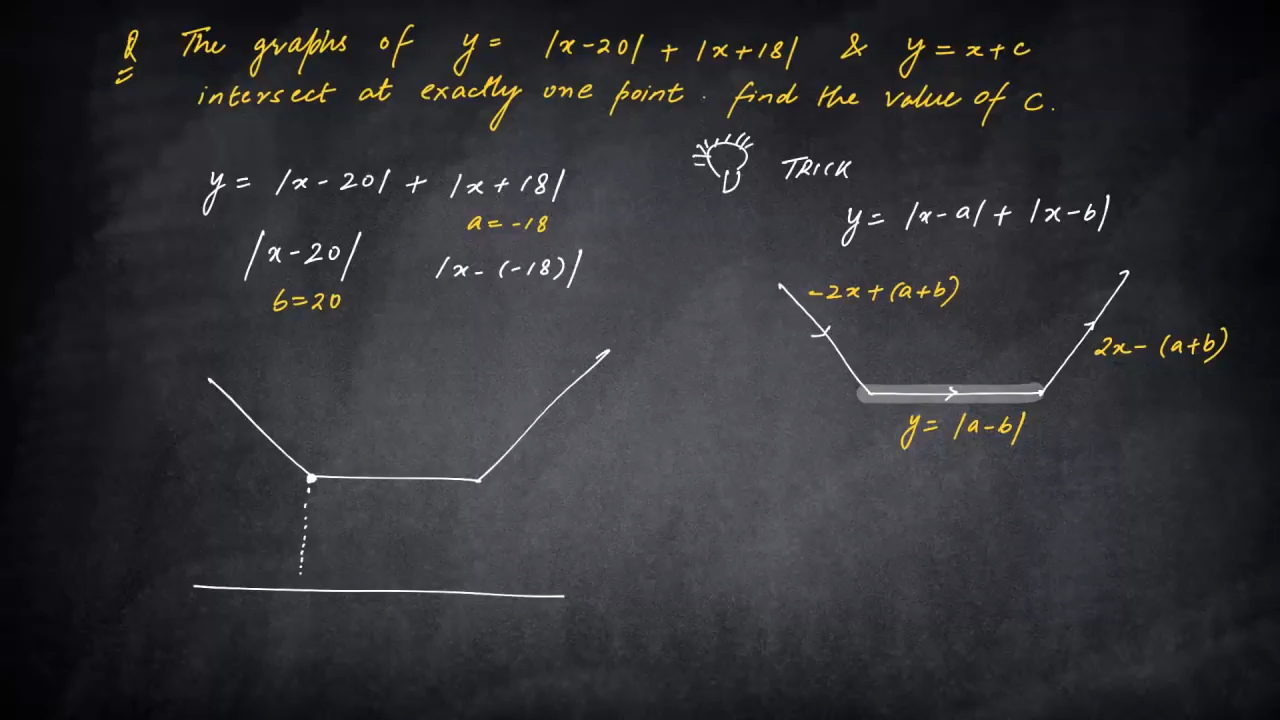 Q The graphs of y = |x-20| + |x+18| & y = x+c
intersect at exactly one point. find the value of c.
TRICK
y = |x-20| + |x+18|
a = -18
|x-20| |x-(-18)|
b=20
y = |x-a| + |x-b|
-2x+(a+b)
2x-(a+b)
y = |a-b|